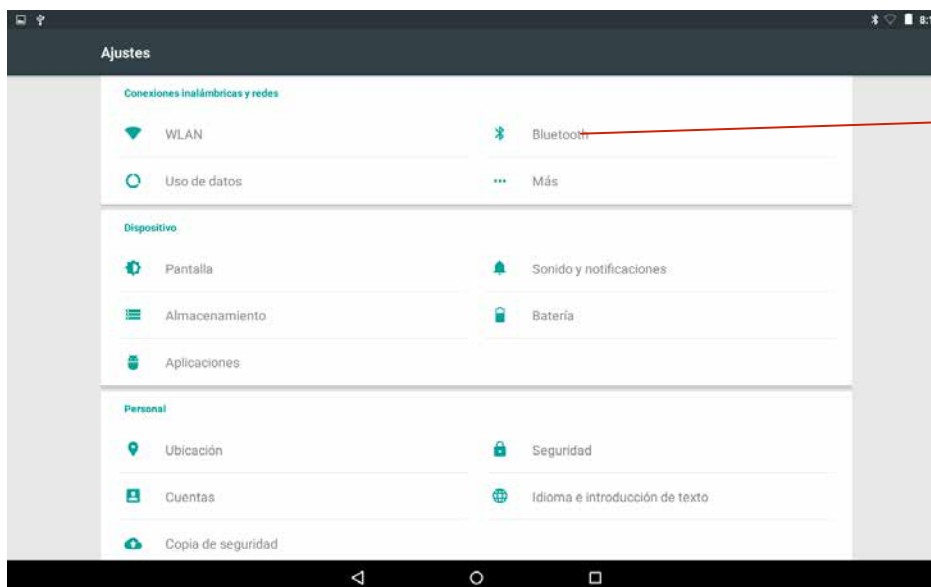 Ajustes
Conexiones inalámbricas y redes
WLAN
Bluetooth
Uso de datos
Más
Dispositivo
Pantalla
Sonido y notificaciones
Almacenamiento
Batería
Aplicaciones
Personal
Ubicación
Seguridad
Cuentas
Idioma e introducción de texto
Copia de seguridad